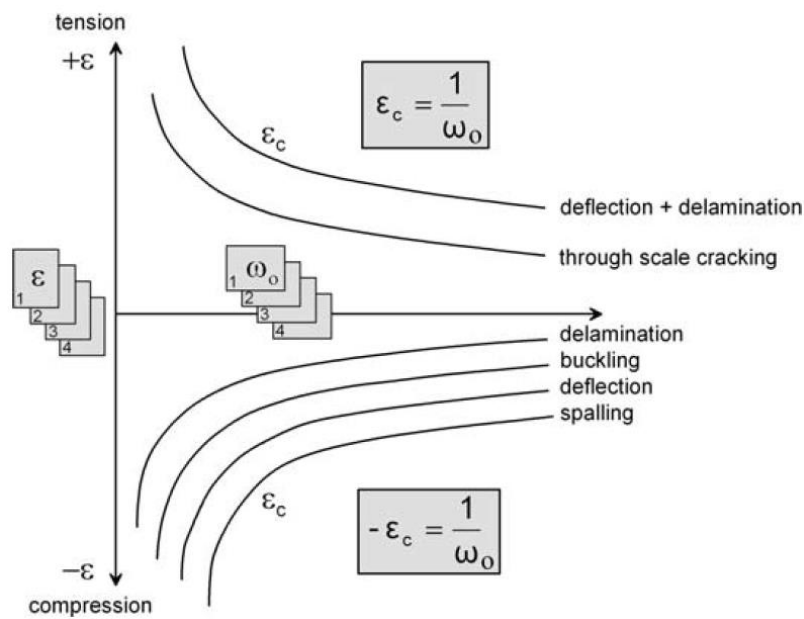 tension
+ε
ε_c = 1/ω_o
ε_c
deflection + delamination
through scale cracking
ε
1
2
3
4
ω_o
1
2
3
4
delamination
buckling
deflection
spalling
ε_c
- ε_c = 1/ω_o
−ε
compression